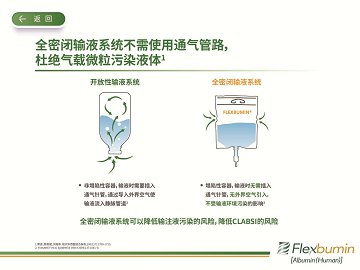 返 回
全密闭输液系统不需使用通气管路,
杜绝气载微粒污染液体¹
开放性输液系统
全密闭输液系统
FLEXBUMIN®
• 非塌陷性容器, 输液时需要插入
通气针管, 通过导入外界空气使
输液进入静脉管道¹
• 塌陷性容器, 输液时无需插入
通气针管, 无外界空气引入,
不受输液环境污染的影响¹
全密闭输液系统可以降低输注液污染的风险, 降低CLABSI的风险
Flexbumin
[Albumin(Human)]